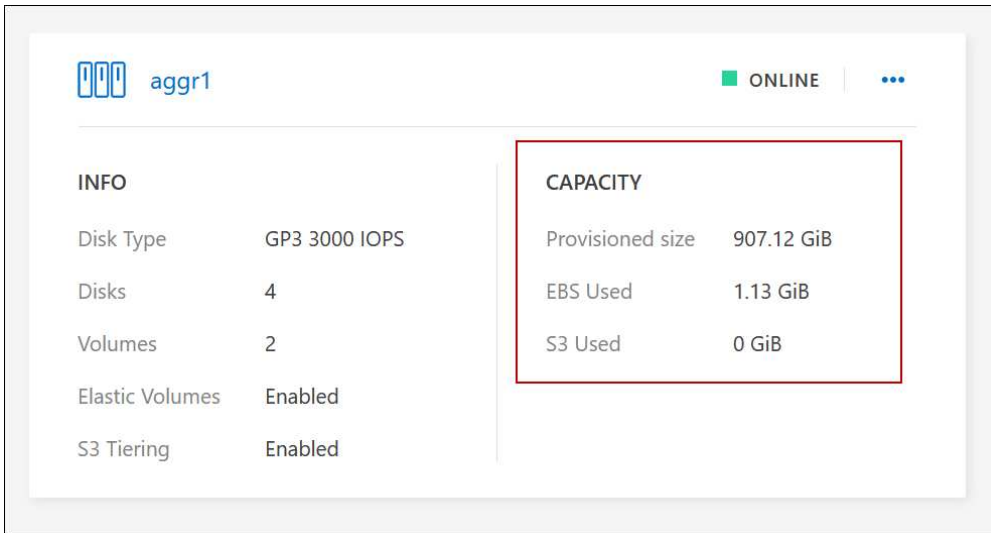 aggr1
ONLINE
INFO
Disk Type GP3 3000 IOPS
Disks 4
Volumes 2
Elastic Volumes Enabled
S3 Tiering Enabled
CAPACITY
Provisioned size 907.12 GiB
EBS Used 1.13 GiB
S3 Used 0 GiB